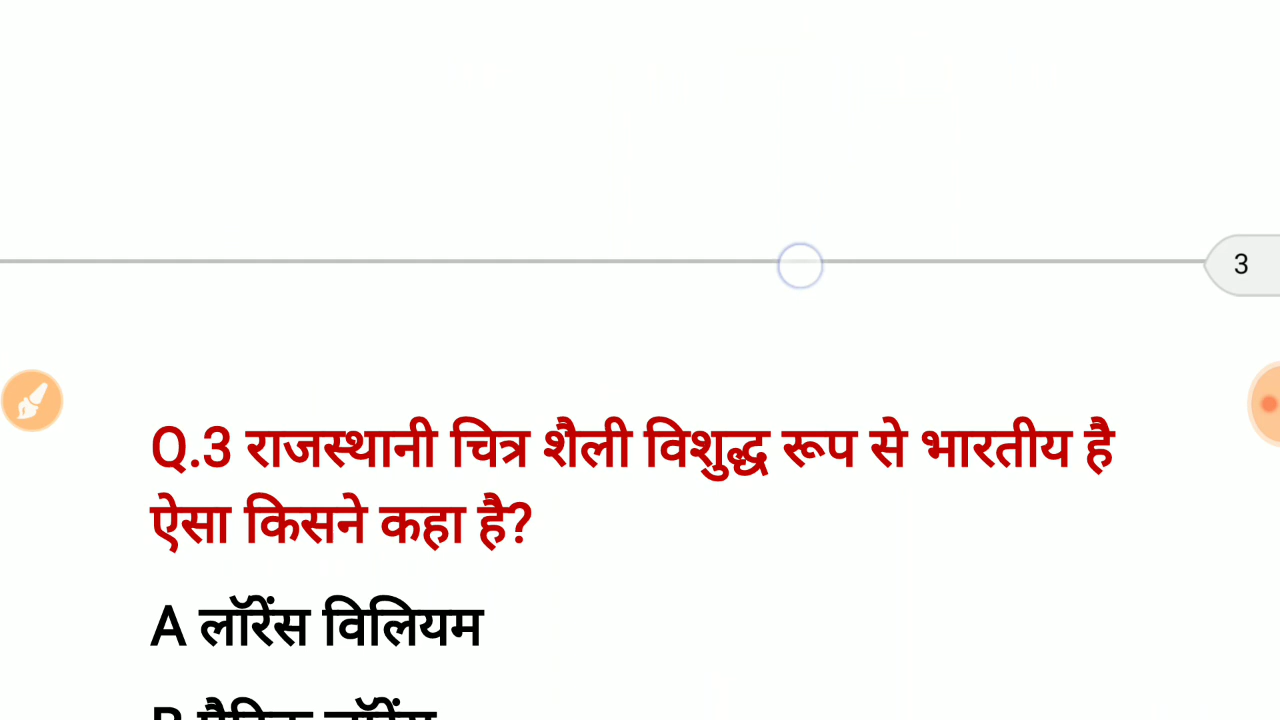 3
Q.3 राजस्थानी चित्र शैली विशुद्ध रूप से भारतीय है
ऐसा किसने कहा है?
A लॉरेंस विलियम